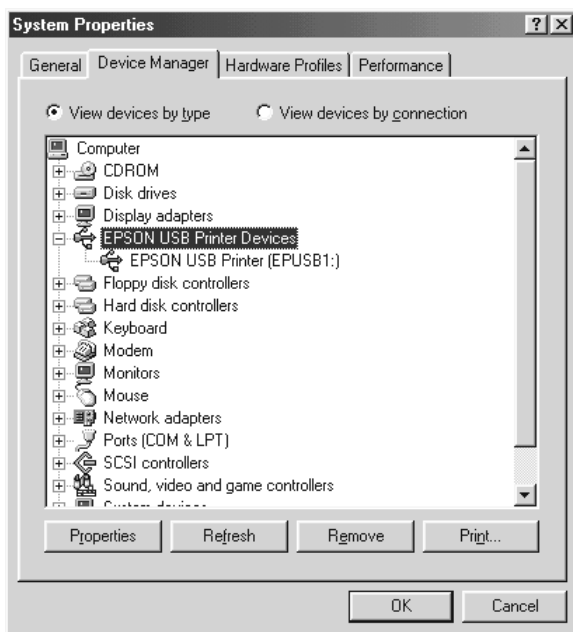 System Properties
General Device Manager Hardware Profiles Performance
View devices by type View devices by connection
Computer
CDROM
Disk drives
Display adapters
EPSON USB Printer Devices
EPSON USB Printer (EPUSB1:)
Floppy disk controllers
Hard disk controllers
Keyboard
Modem
Monitors
Mouse
Network adapters
Ports (COM & LPT)
SCSI controllers
Sound, video and game controllers
System devices
Properties Refresh Remove Print...
OK Cancel